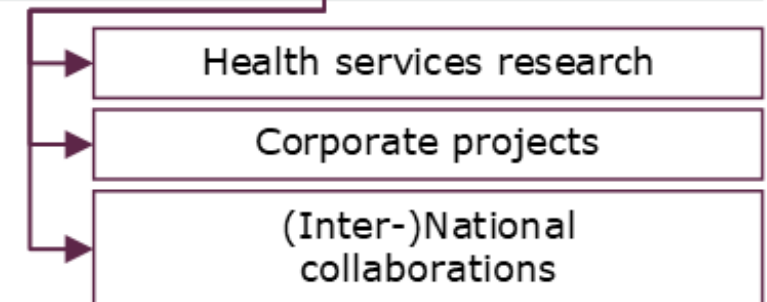 Health services research
Corporate projects
(Inter-)National
collaborations